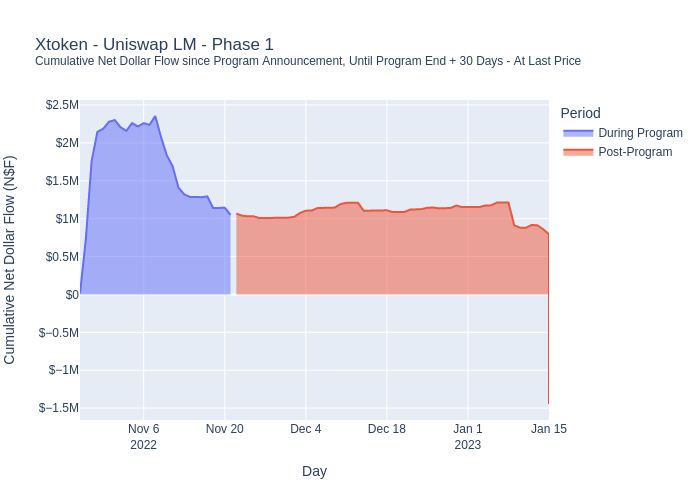 Xtoken - Uniswap LM - Phase 1
Cumulative Net Dollar Flow since Program Announcement, Until Program End + 30 Days - At Last Price
Cumulative Net Dollar Flow (N$F)
$2.5M
$2M
$1.5M
$1M
$0.5M
$0
$−0.5M
$−1M
$−1.5M
Nov 6
2022
Nov 20
Dec 4
Dec 18
Jan 1
2023
Jan 15
Day
Period
During Program
Post-Program